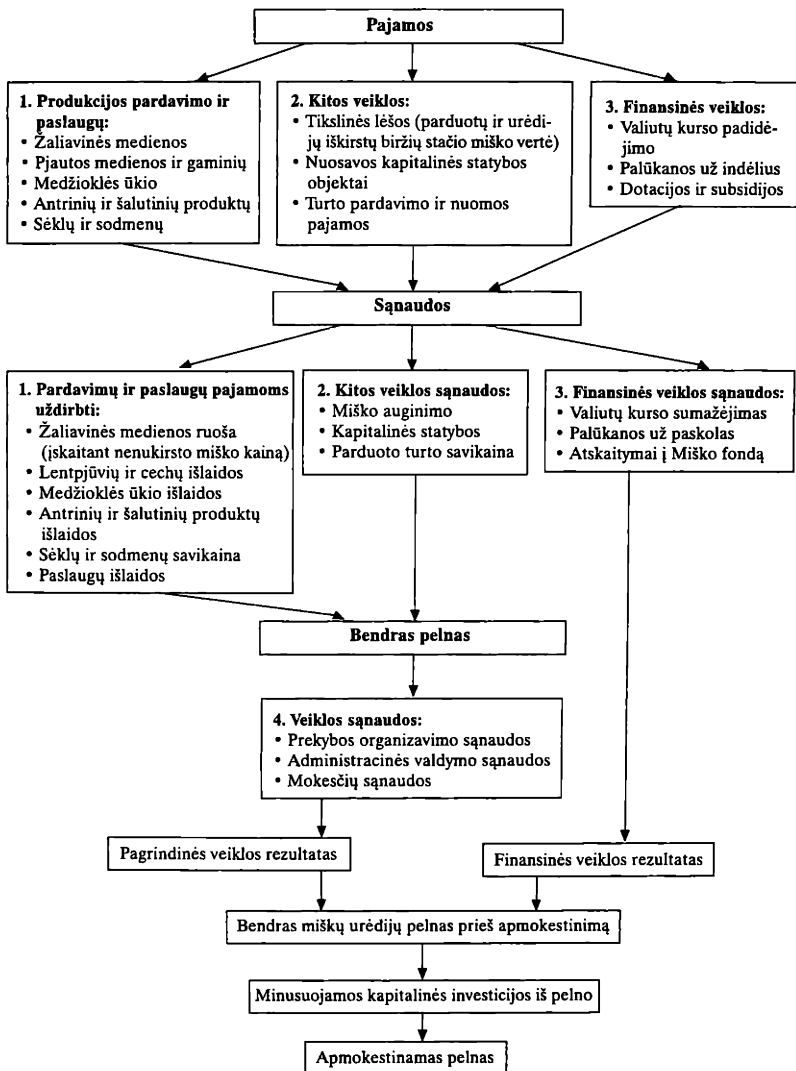 Pajamos
1. Produkcijos pardavimo ir
paslaugų:
• Žaliavinės medienos
• Pjautos medienos ir gaminių
• Medžioklės ūkio
• Antrinių ir šalutinių produktų
• Sėklų ir sodmenų
2. Kitos veiklos:
• Tikslinės lėšos (parduotų ir urėdi-
jų iškirstų biržių stačio miško vertė)
• Nuosavos kapitalinės statybos
objektai
• Turto pardavimo ir nuomos
pajamos
3. Finansinės veiklos:
• Valiutų kurso padidė-
jimo
• Palūkanos už indėlius
• Dotacijos ir subsidijos
Sąnaudos
1. Pardavimų ir paslaugų pajamoms
uždirbti:
• Žaliavinės medienos ruoša
(įskaitant nenukirsto miško kainą)
• Lentpjūvių ir cechų išlaidos
• Medžioklės ūkio išlaidos
• Antrinių ir šalutinių produktų
išlaidos
• Sėklų ir sodmenų savikaina
• Paslaugų išlaidos
2. Kitos veiklos sąnaudos:
• Miško auginimo
• Kapitalinės statybos
• Parduoto turto savikaina
3. Finansinės veiklos sąnaudos:
• Valiutų kurso sumažėjimas
• Palūkanos už paskolas
• Atskaitymai į Miško fondą
Bendras pelnas
4. Veiklos sąnaudos:
• Prekybos organizavimo sąnaudos
• Administracinės valdymo sąnaudos
• Mokesčių sąnaudos
Pagrindinės veiklos rezultatas
Finansinės veiklos rezultatas
Bendras miškų urėdijų pelnas prieš apmokestinimą
Minusuojamos kapitalinės investicijos iš pelno
Apmokestinamas pelnas